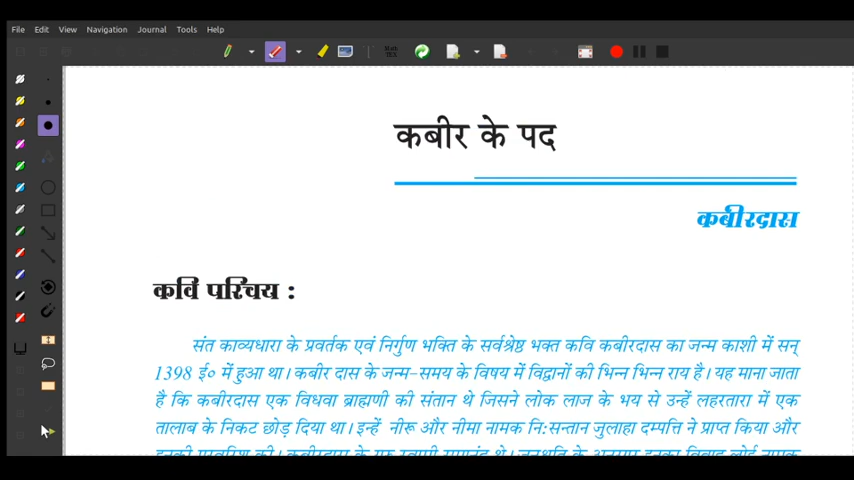 File Edit View Navigation Journal Tools Help
कबीर के पद
कबीरदास
कवि परिचय :
संत काव्यधारा के प्रवर्तक एवं निर्गुण भक्ति के सर्वश्रेष्ठ भक्त कवि कबीरदास का जन्म काशी में सन्
1398 ई० में हुआ था। कबीर दास के जन्म-समय के विषय में विद्वानों की भिन्न भिन्न राय है। यह माना जाता
है कि कबीरदास एक विधवा ब्राह्मणी की संतान थे जिसने लोक लाज के भय से उन्हें लहरतारा में एक
तालाब के निकट छोड़ दिया था। इन्हें नीरू और नीमा नामक नि:सन्तान जुलाहा दम्पत्ति ने प्राप्त किया और